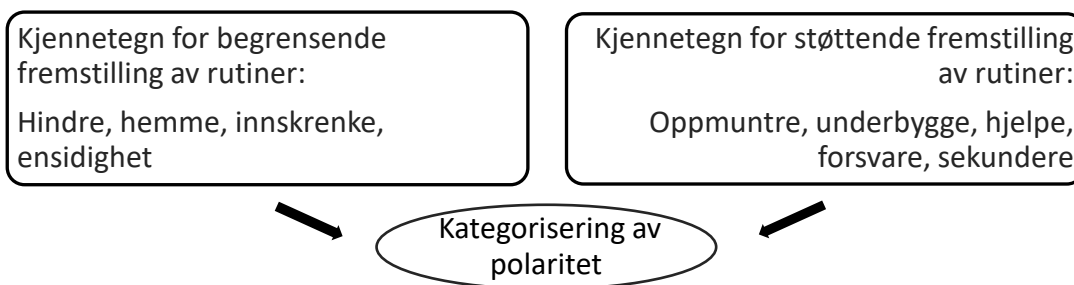 Kjennetegn for begrensende
fremstilling av rutiner:
Hindre, hemme, innskrenke,
ensidighet
Kjennetegn for støttende fremstilling
av rutiner:
Oppmuntre, underbygge, hjelpe,
forsvare, sekundere
Kategorisering av
polaritet